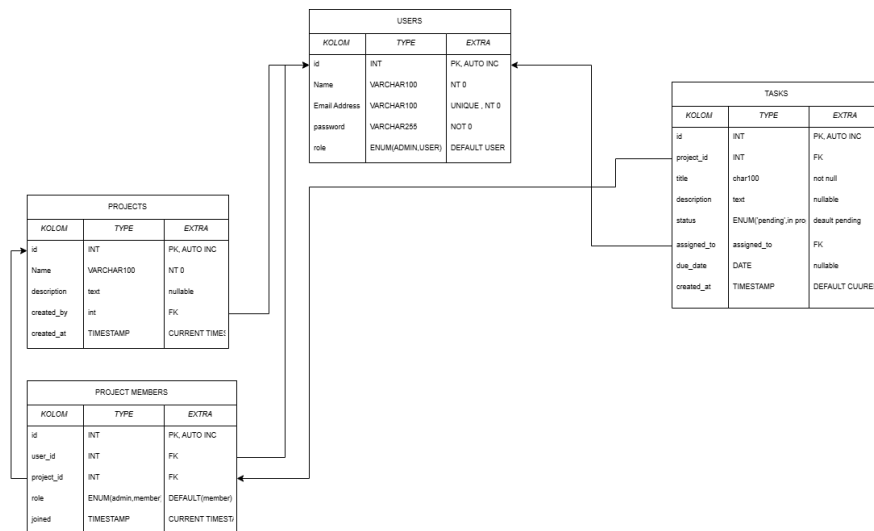 USERS
KOLOM TYPE EXTRA
id INT PK, AUTO INC
Name VARCHAR100 NT 0
Email Address VARCHAR100 UNIQUE , NT 0
password VARCHAR255 NOT 0
role ENUM(ADMIN,USER) DEFAULT USER
TASKS
KOLOM TYPE EXTRA
id INT PK, AUTO INC
project_id INT FK
title char100 not null
description text nullable
status ENUM('pending',in pro deault pending
assigned_to assigned_to FK
due_date DATE nullable
created_at TIMESTAMP DEFAULT CUURE
PROJECTS
KOLOM TYPE EXTRA
id INT PK, AUTO INC
Name VARCHAR100 NT 0
description text nullable
created_by int FK
created_at TIMESTAMP CURRENT TIMES
PROJECT MEMBERS
KOLOM TYPE EXTRA
id INT PK, AUTO INC
user_id INT FK
project_id INT FK
role ENUM(admin,member) DEFAULT(member)
joined TIMESTAMP CURRENT TIMESTA